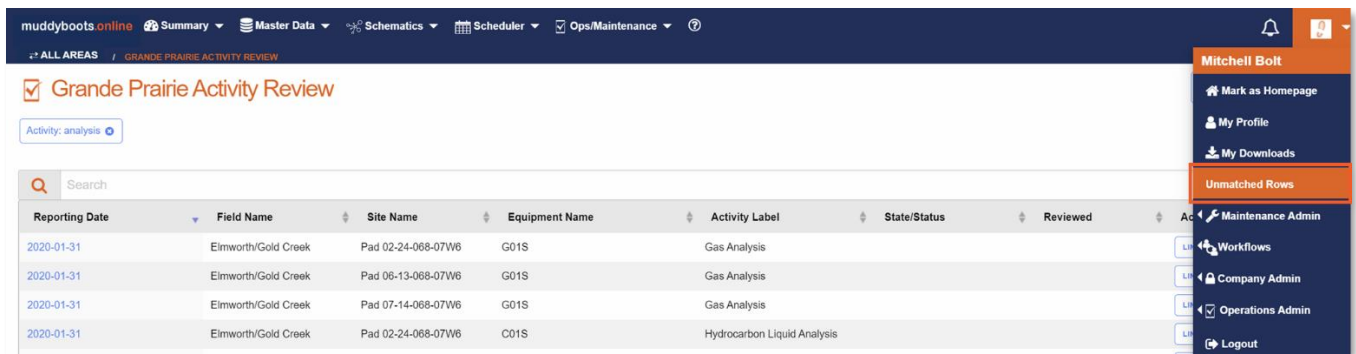 muddyboots.online Summary Master Data Schematics Scheduler Ops/Maintenance
ALL AREAS / GRANDE PRAIRIE ACTIVITY REVIEW
Mitchell Bolt
Grande Prairie Activity Review
Mark as Homepage
Activity: analysis
My Profile
My Downloads
Search
Unmatched Rows
Reporting Date Field Name Site Name Equipment Name Activity Label State/Status Reviewed
Maintenance Admin
2020-01-31 Elmworth/Gold Creek Pad 02-24-068-07W6 G01S Gas Analysis
Workflows
2020-01-31 Elmworth/Gold Creek Pad 06-13-068-07W6 G01S Gas Analysis
Company Admin
2020-01-31 Elmworth/Gold Creek Pad 07-14-068-07W6 G01S Gas Analysis
Operations Admin
2020-01-31 Elmworth/Gold Creek Pad 02-24-068-07W6 C01S Hydrocarbon Liquid Analysis
Logout